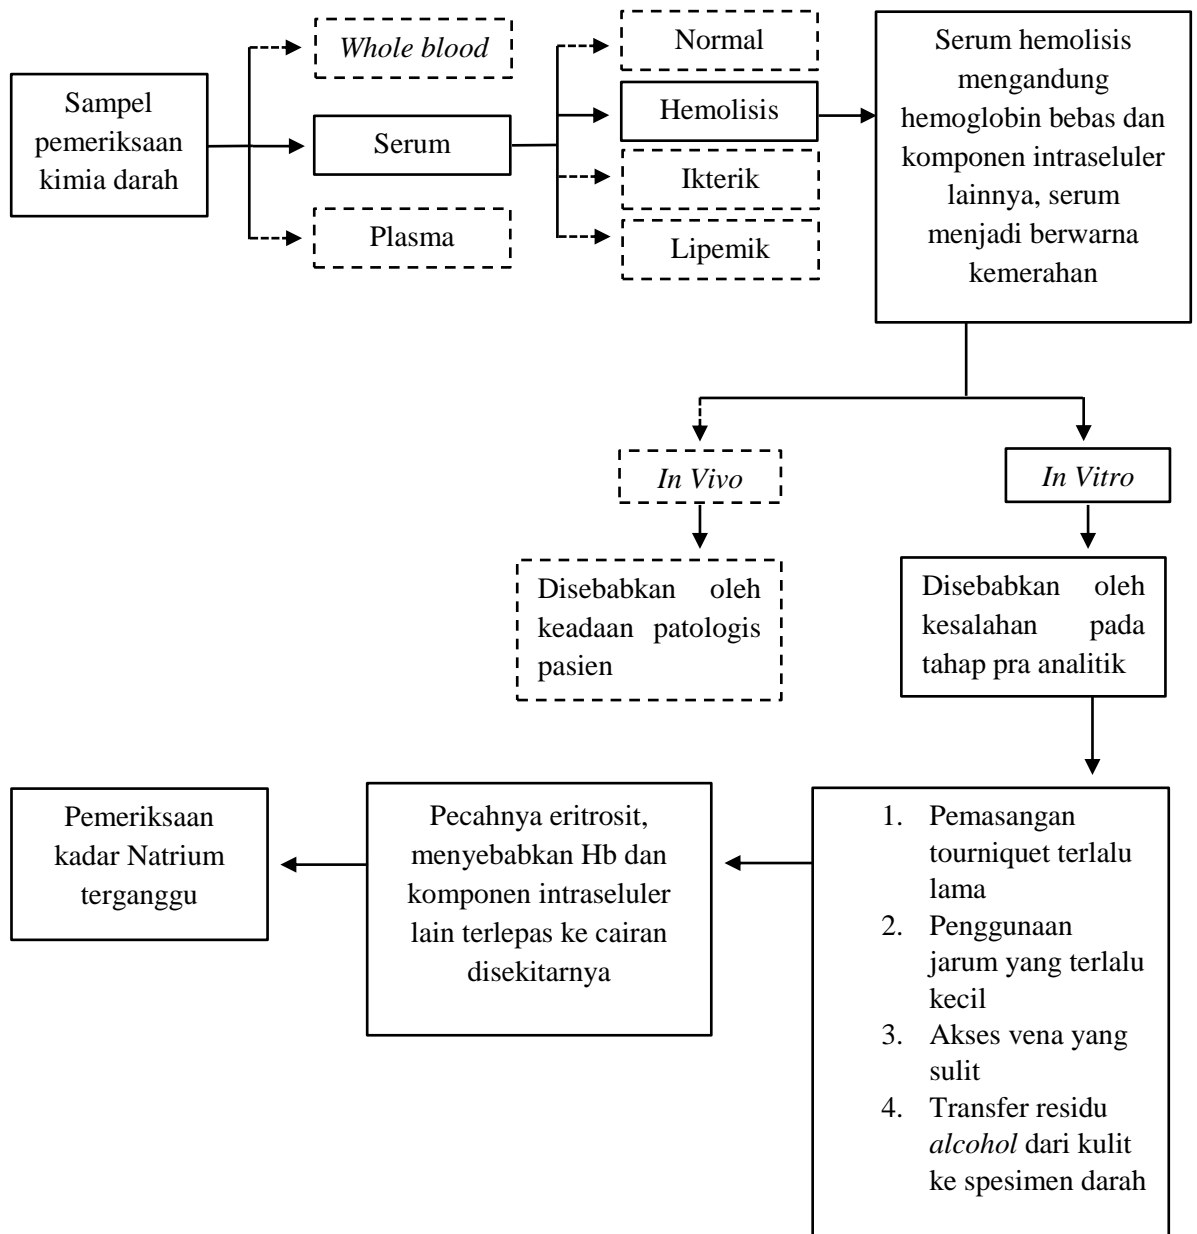 Sampel
pemeriksaan
kimia darah
Whole blood
Serum
Plasma
Normal
Hemolisis
Ikterik
Lipemik
Serum hemolisis
mengandung
hemoglobin bebas dan
komponen intraseluler
lainnya, serum
menjadi berwarna
kemerahan
In Vivo
In Vitro
Disebabkan oleh
keadaan patologis
pasien
Disebabkan oleh
kesalahan pada
tahap pra analitik
1. Pemasangan
tourniquet terlalu
lama
2. Penggunaan
jarum yang terlalu
kecil
3. Akses vena yang
sulit
4. Transfer residu
alcohol dari kulit
ke spesimen darah
Pecahnya eritrosit,
menyebabkan Hb dan
komponen intraseluler
lain terlepas ke cairan
disekitarnya
Pemeriksaan
kadar Natrium
terganggu